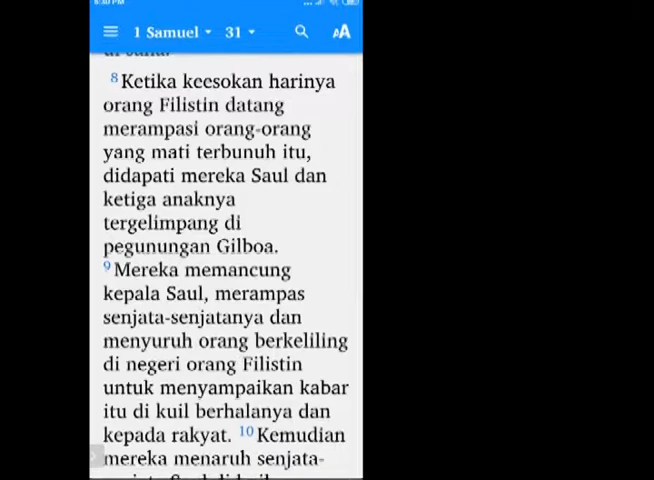 1 Samuel 31 AA
8 Ketika keesokan harinya
orang Filistin datang
merampasi orang-orang
yang mati terbunuh itu,
didapati mereka Saul dan
ketiga anaknya
tergelimpang di
pegunungan Gilboa.
9 Mereka memancung
kepala Saul, merampas
senjata-senjatanya dan
menyuruh orang berkeliling
di negeri orang Filistin
untuk menyampaikan kabar
itu di kuil berhalanya dan
kepada rakyat. 10 Kemudian
mereka menaruh senjata-